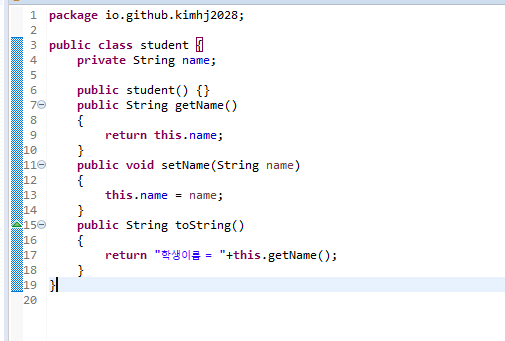 1 package io.github.kimhj2028;
2
3 public class student {
4 private String name;
5
6 public student() {}
7 public String getName()
8 {
9 return this.name;
10 }
11 public void setName(String name)
12 {
13 this.name = name;
14 }
15 public String toString()
16 {
17 return "학생이름 = "+this.getName();
18 }
19 }
20